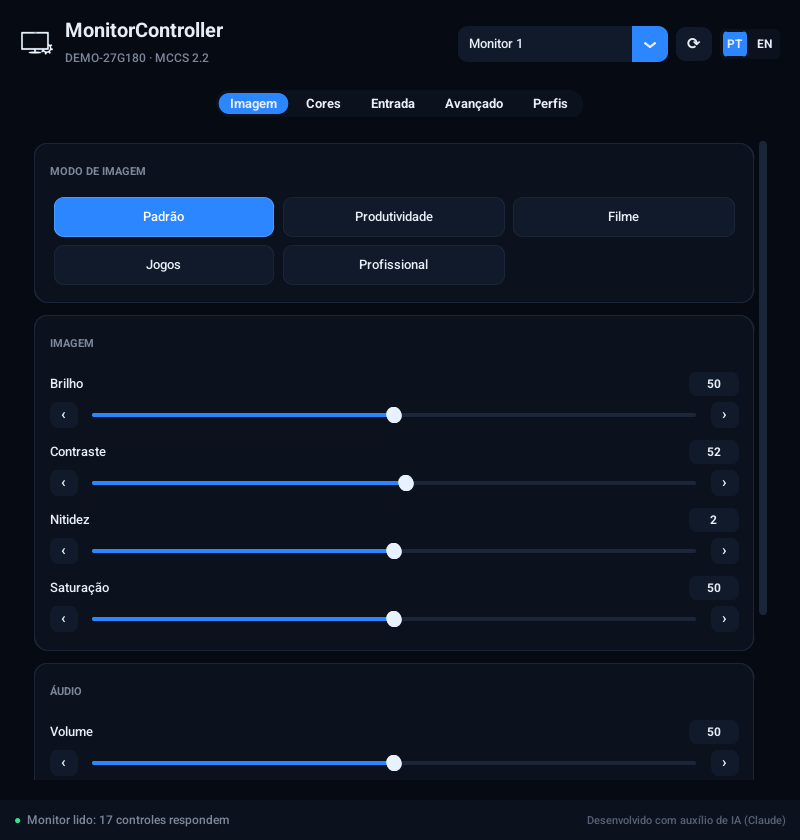 MonitorController
DEMO-27G180 · MCCS 2.2
Monitor 1
⟳
PT EN
Imagem Cores Entrada Avançado Perfis
MODO DE IMAGEM
Padrão Produtividade Filme
Jogos Profissional
IMAGEM
Brilho 50
‹ ›
Contraste 52
‹ ›
Nitidez 2
‹ ›
Saturação 50
‹ ›
ÁUDIO
Volume 50
‹ ›
Monitor lido: 17 controles respondem
Desenvolvido com auxílio de IA (Claude)